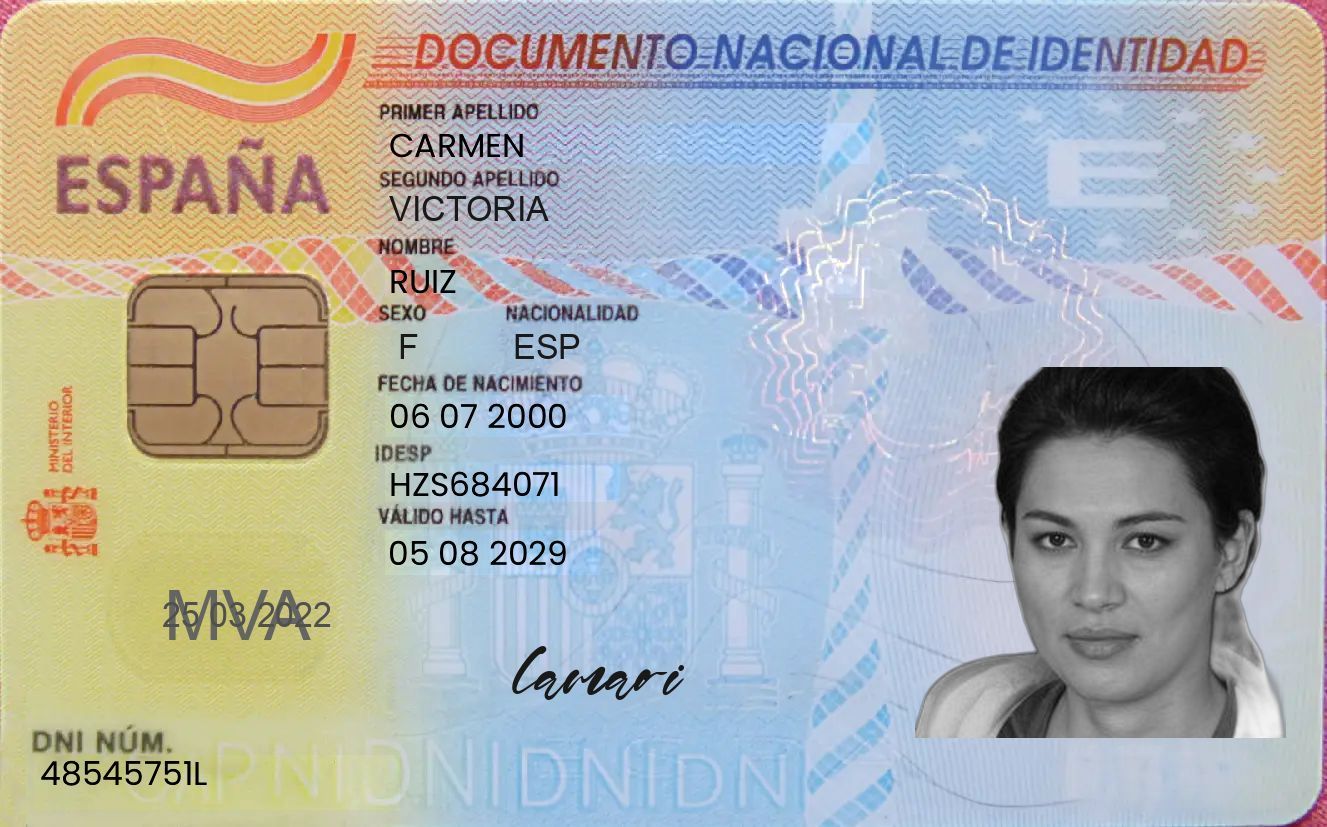 DOCUMENTO NACIONAL DE IDENTIDAD
ESPAÑA
PRIMER APELLIDO
CARMEN
SEGUNDO APELLIDO
VICTORIA
NOMBRE
RUIZ
SEXO NACIONALIDAD
F ESP
FECHA DE NACIMIENTO
06 07 2000
IDESP
HZS684071
VÁLIDO HASTA
05 08 2029
MINISTERIO
DEL INTERIOR
E
25 03 2022
MVA
Camari
DNI NÚM.
48545751L
DNIDNIDN